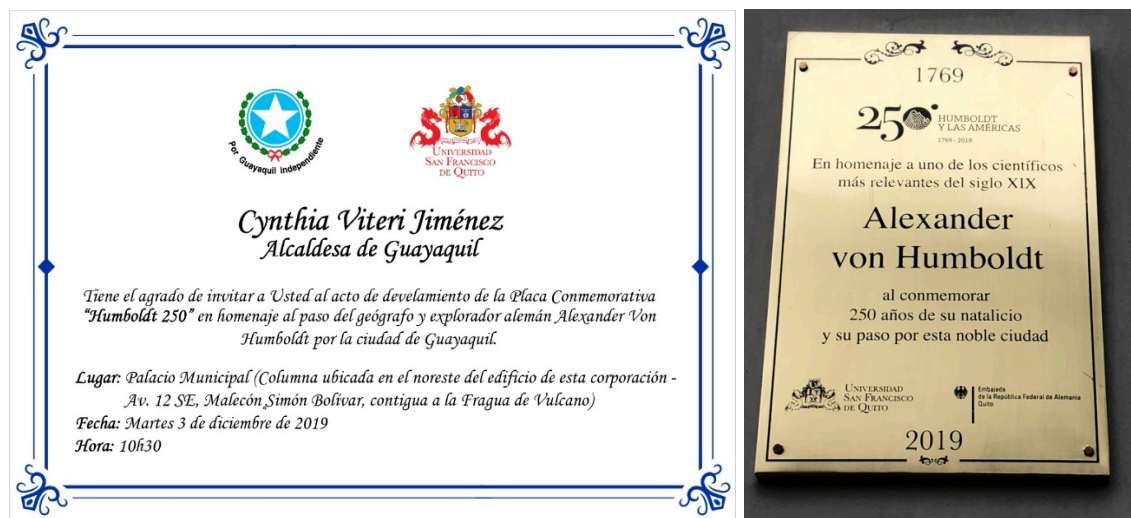 Por Guayaquil Independiente
UNIVERSIDAD
SAN FRANCISCO
DE QUITO
Cynthia Viteri Jiménez
Alcaldesa de Guayaquil
Tiene el agrado de invitar a Usted al acto de develamiento de la Placa Conmemorativa
“Humboldt 250” en homenaje al paso del geógrafo y explorador alemán Alexander Von
Humboldt por la ciudad de Guayaquil.
Lugar: Palacio Municipal (Columna ubicada en el noreste del edificio de esta corporación -
Av. 12 SE, Malecón Simón Bolívar, contigua a la Fragua de Vulcano)
Fecha: Martes 3 de diciembre de 2019
Hora: 10h30
1769
250° HUMBOLDT
Y LAS AMÉRICAS
1769 - 2019
En homenaje a uno de los científicos
más relevantes del siglo XIX
Alexander
von Humboldt
al conmemorar
250 años de su natalicio
y su paso por esta noble ciudad
UNIVERSIDAD
SAN FRANCISCO
DE QUITO
Embajada
de la República Federal de Alemania
Quito
2019